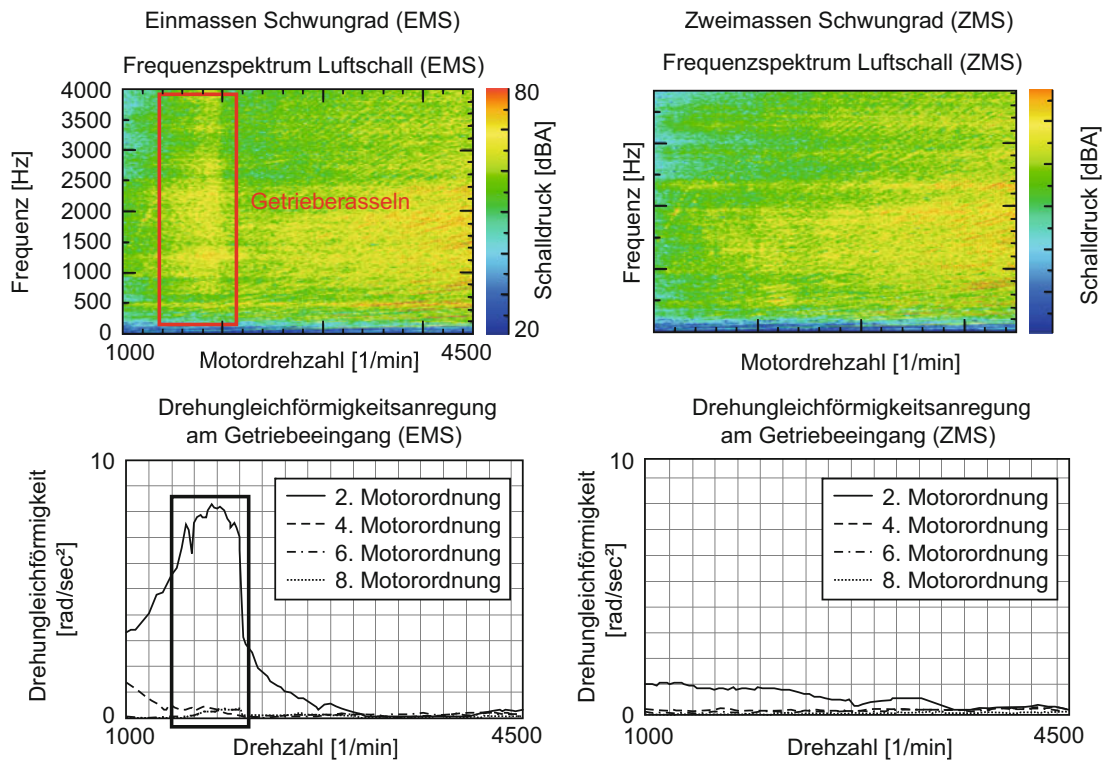 Einmassen Schwungrad (EMS)
Frequenzspektrum Luftschall (EMS)
Frequenz [Hz]
4000
3500
3000
2500
2000
1500
1000
500
0
Getrieberasseln
80
20
Schalldruck [dBA]
1000
4500
Motordrehzahl [1/min]
Zweimassen Schwungrad (ZMS)
Frequenzspektrum Luftschall (ZMS)
Frequenz [Hz]
Schalldruck [dBA]
Motordrehzahl [1/min]
Drehungleichförmigkeitsanregung
am Getriebeeingang (EMS)
Drehungleichförmigkeit
[rad/sec²]
10
0
2. Motorordnung
4. Motorordnung
6. Motorordnung
8. Motorordnung
1000
4500
Drehzahl [1/min]
Drehungleichförmigkeitsanregung
am Getriebeeingang (ZMS)
Drehungleichförmigkeit
[rad/sec²]
10
0
2. Motorordnung
4. Motorordnung
6. Motorordnung
8. Motorordnung
1000
4500
Drehzahl [1/min]